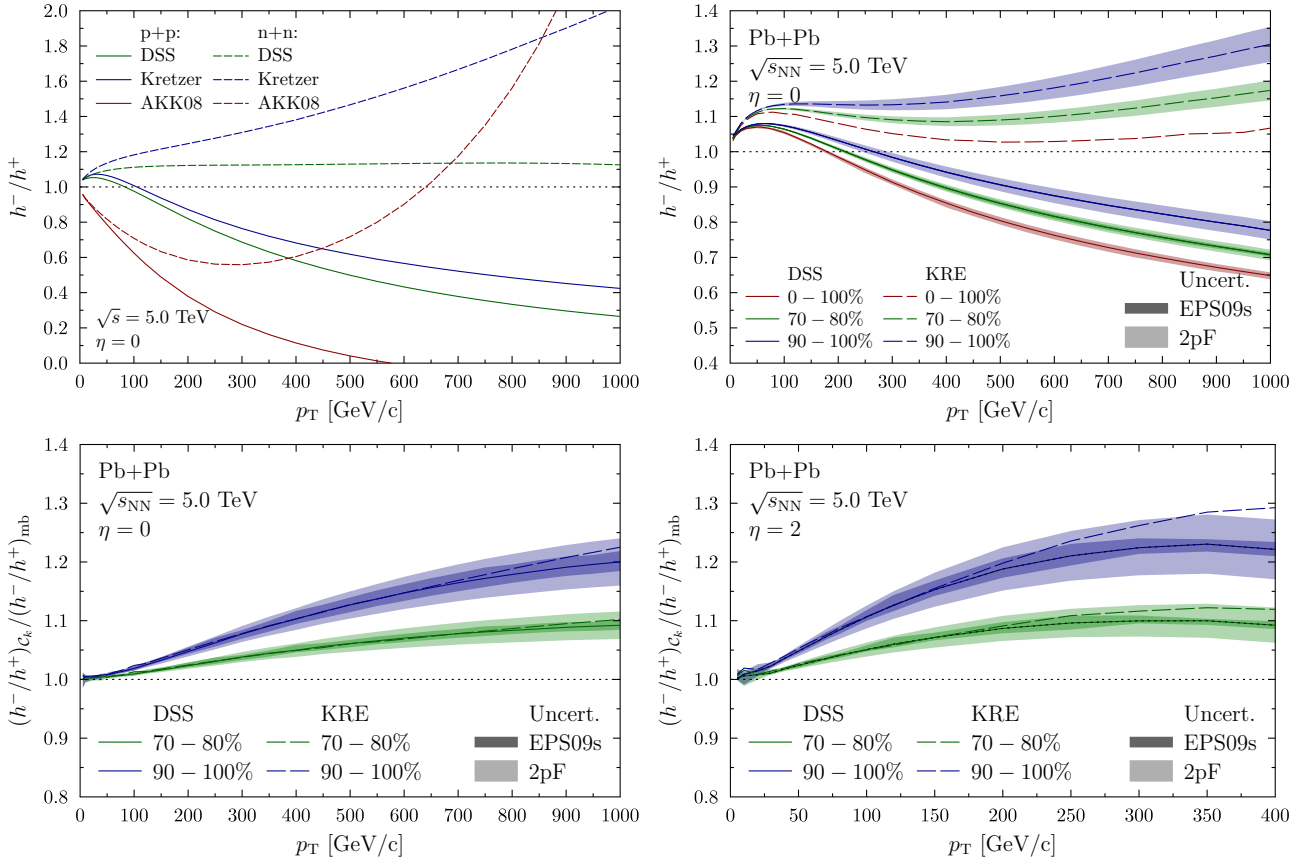 h⁻/h⁺
1.4
1.2
1.0
0.8
0.6
0.4
0.2
0.0
2.0
1.8
1.6
p+p:
DSS
Kretzer
AKK08
n+n:
DSS
Kretzer
AKK08
√s = 5.0 TeV
η = 0
0 100 200 300 400 500 600 700 800 900 1000
p_T [GeV/c]
h⁻/h⁺
1.4
1.3
1.2
1.1
1.0
0.9
0.8
0.7
0.6
0.5
0.4
Pb+Pb
√s_NN = 5.0 TeV
η = 0
DSS KRE Uncert.
0 − 100% 0 − 100% EPS09s
70 − 80% 70 − 80% 2pF
90 − 100% 90 − 100%
0 100 200 300 400 500 600 700 800 900 1000
p_T [GeV/c]
(h⁻/h⁺)_{C_k}/(h⁻/h⁺)_mb
1.4
1.3
1.2
1.1
1.0
0.9
0.8
Pb+Pb
√s_NN = 5.0 TeV
η = 0
DSS KRE Uncert.
70 − 80% 70 − 80% EPS09s
90 − 100% 90 − 100% 2pF
0 100 200 300 400 500 600 700 800 900 1000
p_T [GeV/c]
(h⁻/h⁺)_{C_k}/(h⁻/h⁺)_mb
1.4
1.3
1.2
1.1
1.0
0.9
0.8
Pb+Pb
√s_NN = 5.0 TeV
η = 2
DSS KRE Uncert.
70 − 80% 70 − 80% EPS09s
90 − 100% 90 − 100% 2pF
0 50 100 150 200 250 300 350 400
p_T [GeV/c]